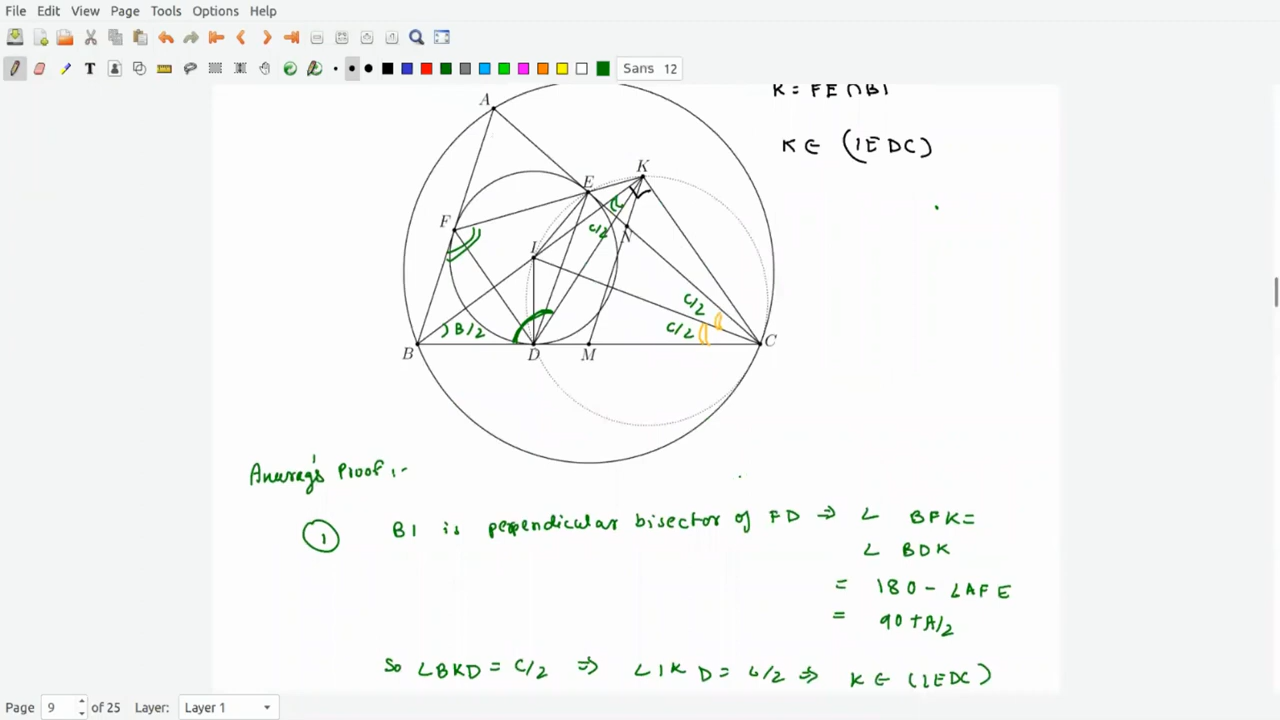 File Edit View Page Tools Options Help
Sans 12
K = FE ∩ BI
K ∈ (IEDC)
A
K
E
F
C/2
N
I
C/2
B/2
C/2
B
D
M
C
Anurag's Proof :-
1 BI is perpendicular bisector of FD ⇒ ∠ BFK =
∠ BDK
= 180 - ∠AFE
= 90 + A/2
So ∠BKD = C/2 ⇒ ∠IKD = C/2 ⇒ K ∈ (IEDC)
Page 9 of 25 Layer: Layer 1